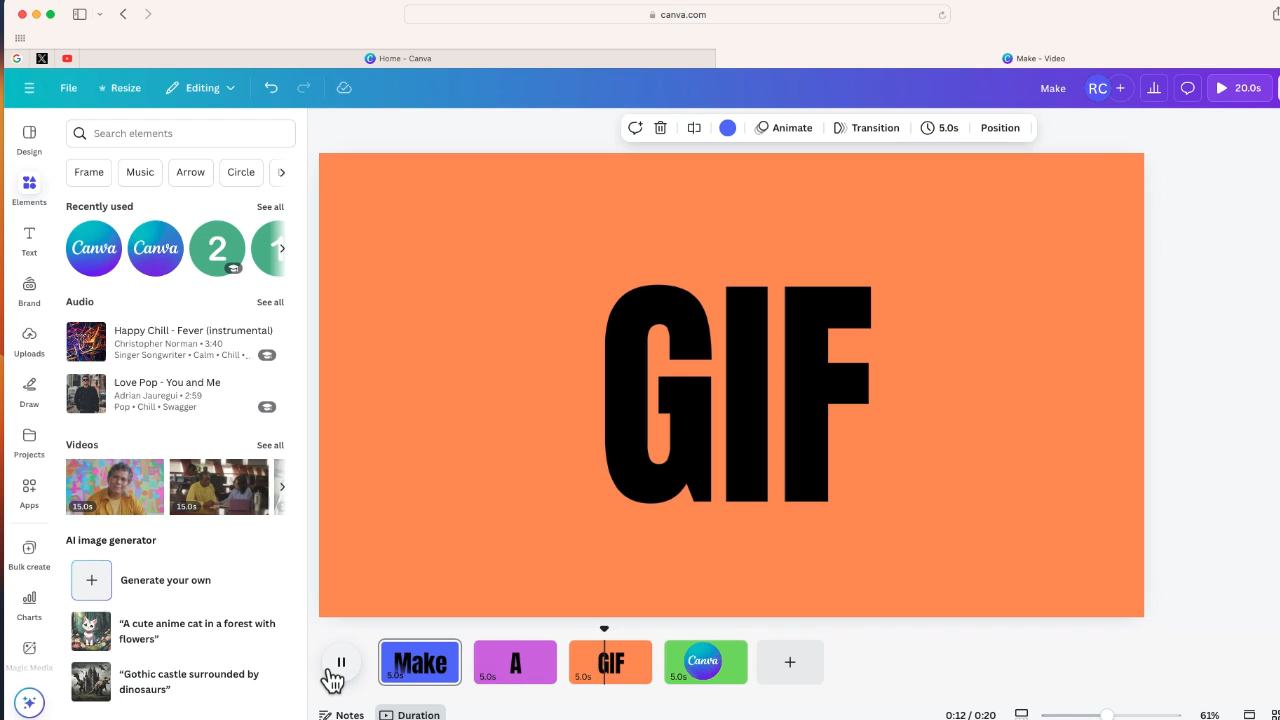 canva.com
Home - Canva
Make - Video
File
Resize
Editing
Make
RC
20.0s
Search elements
Animate
Transition
5.0s
Position
Design
Elements
Text
Brand
Uploads
Draw
Projects
Apps
Bulk create
Charts
Magic Media
Frame
Music
Arrow
Circle
Recently used
See all
Canva
Canva
2
Audio
See all
Happy Chill - Fever (instrumental)
Christopher Norman • 3:40
Singer Songwriter • Calm • Chill •..
Love Pop - You and Me
Adrian Jauregui • 2:59
Pop • Chill • Swagger
Videos
See all
15.0s
15.0s
AI image generator
Generate your own
“A cute anime cat in a forest with
flowers”
“Gothic castle surrounded by
dinosaurs”
GIF
Make
5.0s
A
5.0s
GIF
5.0s
Canva
5.0s
Notes
Duration
0:12 / 0:20
61%